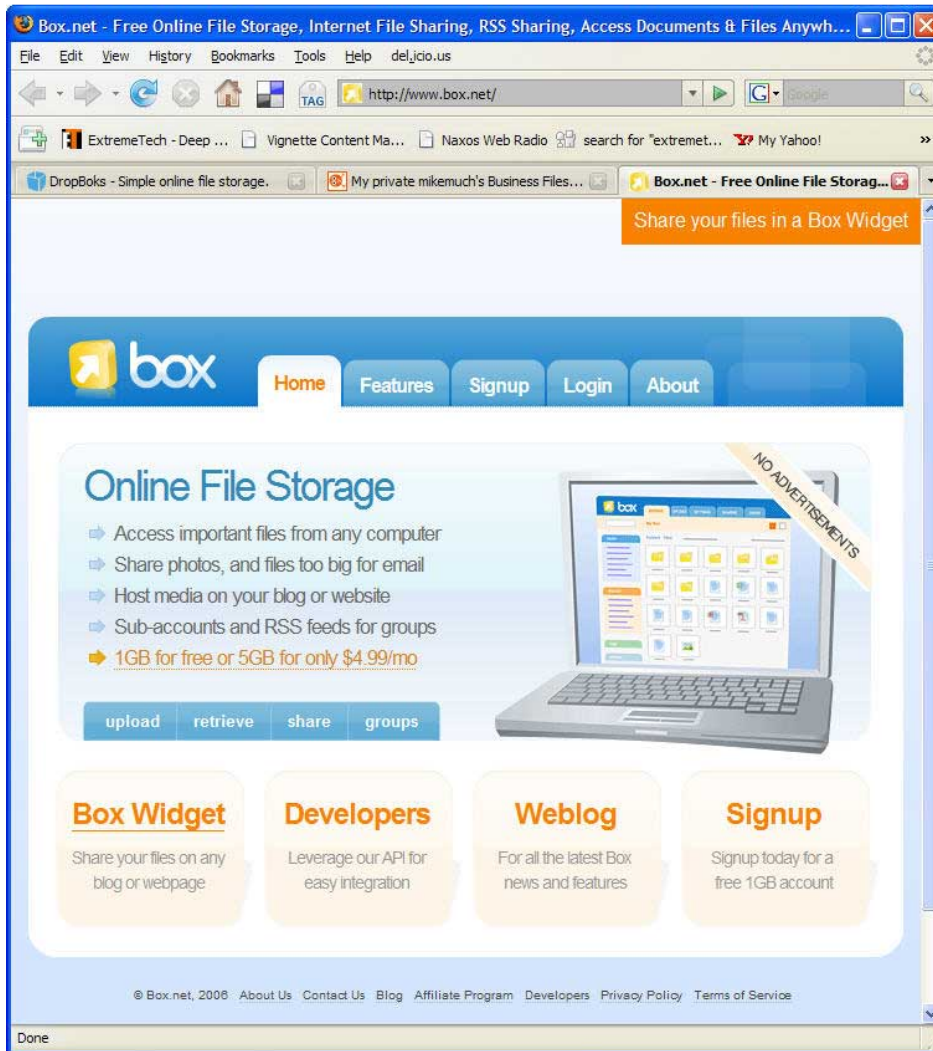 Box.net - Free Online File Storage, Internet File Sharing, RSS Sharing, Access Documents & Files Anywh...
File Edit View History Bookmarks Tools Help del.icio.us
TAG http://www.box.net/ G Google
ExtremeTech - Deep ... Vignette Content Ma... Naxos Web Radio search for "extremet... Y! My Yahoo! »
DropBoks - Simple online file storage. My private mikemuch's Business Files... Box.net - Free Online File Storag...
Share your files in a Box Widget
box
Home Features Signup Login About
NO ADVERTISEMENTS
Online File Storage
Access important files from any computer
Share photos, and files too big for email
Host media on your blog or website
Sub-accounts and RSS feeds for groups
1GB for free or 5GB for only $4.99/mo
box
upload retrieve share groups
Box Widget
Share your files on any
blog or webpage
Developers
Leverage our API for
easy integration
Weblog
For all the latest Box
news and features
Signup
Signup today for a
free 1GB account
© Box.net, 2006 About Us Contact Us Blog Affiliate Program Developers Privacy Policy Terms of Service
Done